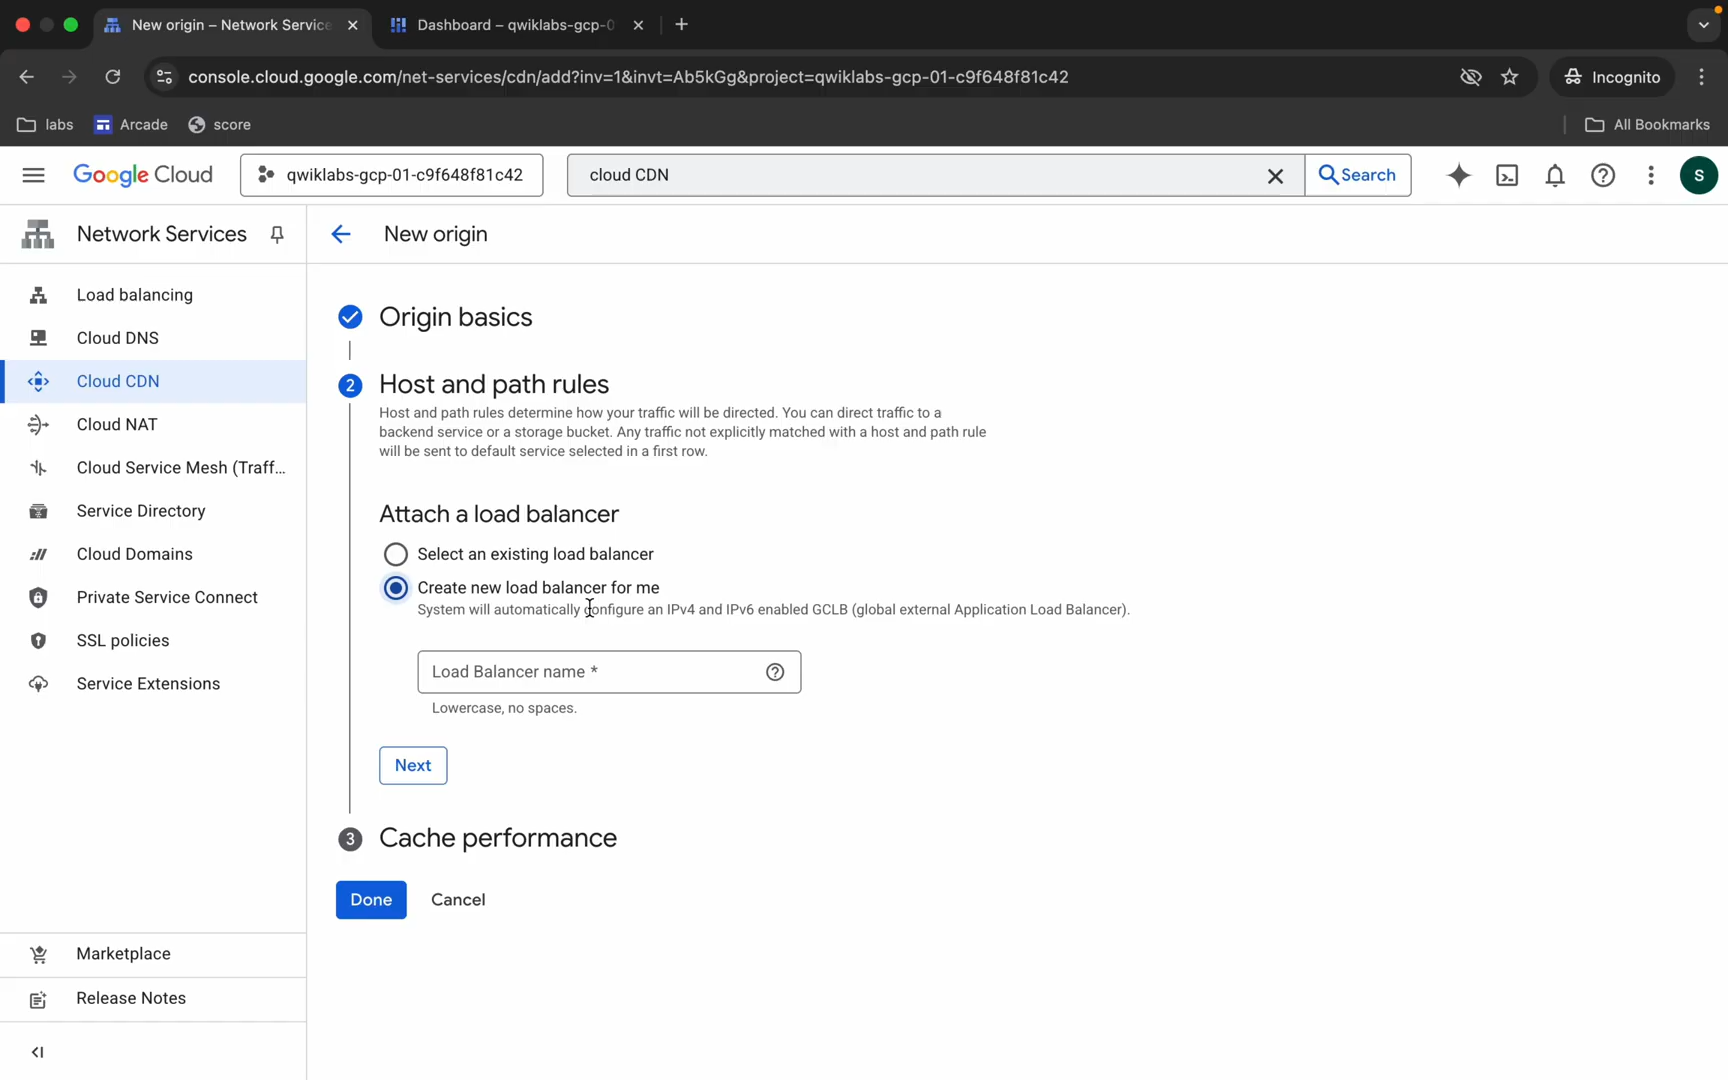 New origin – Network Service
Dashboard – qwiklabs-gcp-0
console.cloud.google.com/net-services/cdn/add?inv=1&invt=Ab5kGg&project=qwiklabs-gcp-01-c9f648f81c42
Incognito
labs
Arcade
score
All Bookmarks
Google Cloud
qwiklabs-gcp-01-c9f648f81c42
cloud CDN
Search
S
Network Services
New origin
Load balancing
Cloud DNS
Cloud CDN
Cloud NAT
Cloud Service Mesh (Traff...
Service Directory
Cloud Domains
Private Service Connect
SSL policies
Service Extensions
Marketplace
Release Notes
Origin basics
2
Host and path rules
Host and path rules determine how your traffic will be directed. You can direct traffic to a
backend service or a storage bucket. Any traffic not explicitly matched with a host and path rule
will be sent to default service selected in a first row.
Attach a load balancer
Select an existing load balancer
Create new load balancer for me
System will automatically configure an IPv4 and IPv6 enabled GCLB (global external Application Load Balancer).
Load Balancer name *
Lowercase, no spaces.
Next
3
Cache performance
Done
Cancel